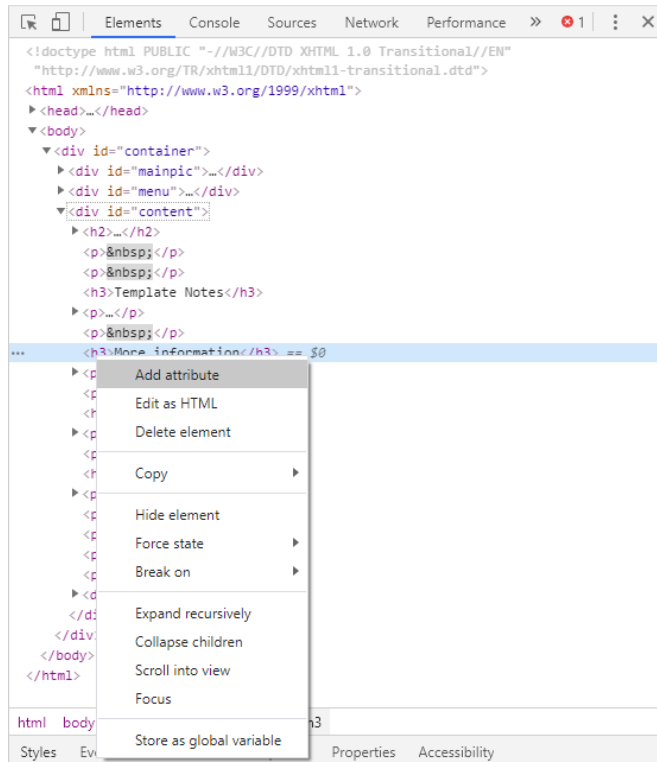 Elements Console Sources Network Performance » 1
<!doctype html PUBLIC "-//W3C//DTD XHTML 1.0 Transitional//EN"
"http://www.w3.org/TR/xhtml1/DTD/xhtml1-transitional.dtd">
<html xmlns="http://www.w3.org/1999/xhtml">
<head>…</head>
<body>
<div id="container">
<div id="mainpic">…</div>
<div id="menu">…</div>
<div id="content">
<h2>…</h2>
<p>&nbsp;</p>
<p>&nbsp;</p>
<h3>Template Notes</h3>
<p>…</p>
<p>&nbsp;</p>
… <h3>More information</h3> == $0
<p
Add attribute
<p
Edit as HTML
<h
<p
Delete element
<p
<h
Copy
<p
<p
Hide element
<p
Force state
<p
<p
Break on
<d
</di
Expand recursively
</div
Collapse children
</body>
Scroll into view
</html>
Focus
html body h3
Store as global variable
Styles Ev Properties Accessibility